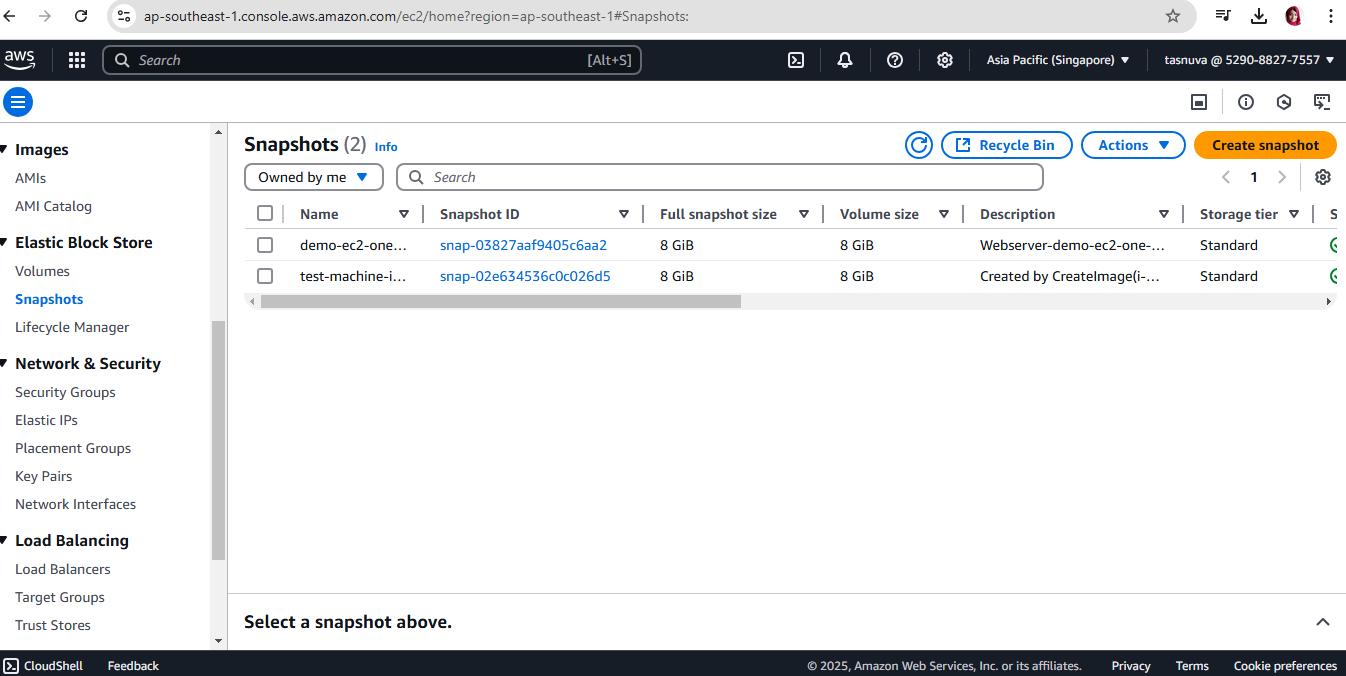 ap-southeast-1.console.aws.amazon.com/ec2/home?region=ap-southeast-1#Snapshots:
aws
Search [Alt+S]
Asia Pacific (Singapore)
tasnuva @ 5290-8827-7557
Images
AMIs
AMI Catalog
Elastic Block Store
Volumes
Snapshots
Lifecycle Manager
Network & Security
Security Groups
Elastic IPs
Placement Groups
Key Pairs
Network Interfaces
Load Balancing
Load Balancers
Target Groups
Trust Stores
Snapshots (2) Info
Recycle Bin
Actions
Create snapshot
Owned by me
Search
1
Name Snapshot ID Full snapshot size Volume size Description Storage tier S
demo-ec2-one... snap-03827aaf9405c6aa2 8 GiB 8 GiB Webserver-demo-ec2-one-... Standard
test-machine-i... snap-02e634536c0c026d5 8 GiB 8 GiB Created by CreateImage(i-... Standard
Select a snapshot above.
CloudShell Feedback © 2025, Amazon Web Services, Inc. or its affiliates. Privacy Terms Cookie preferences